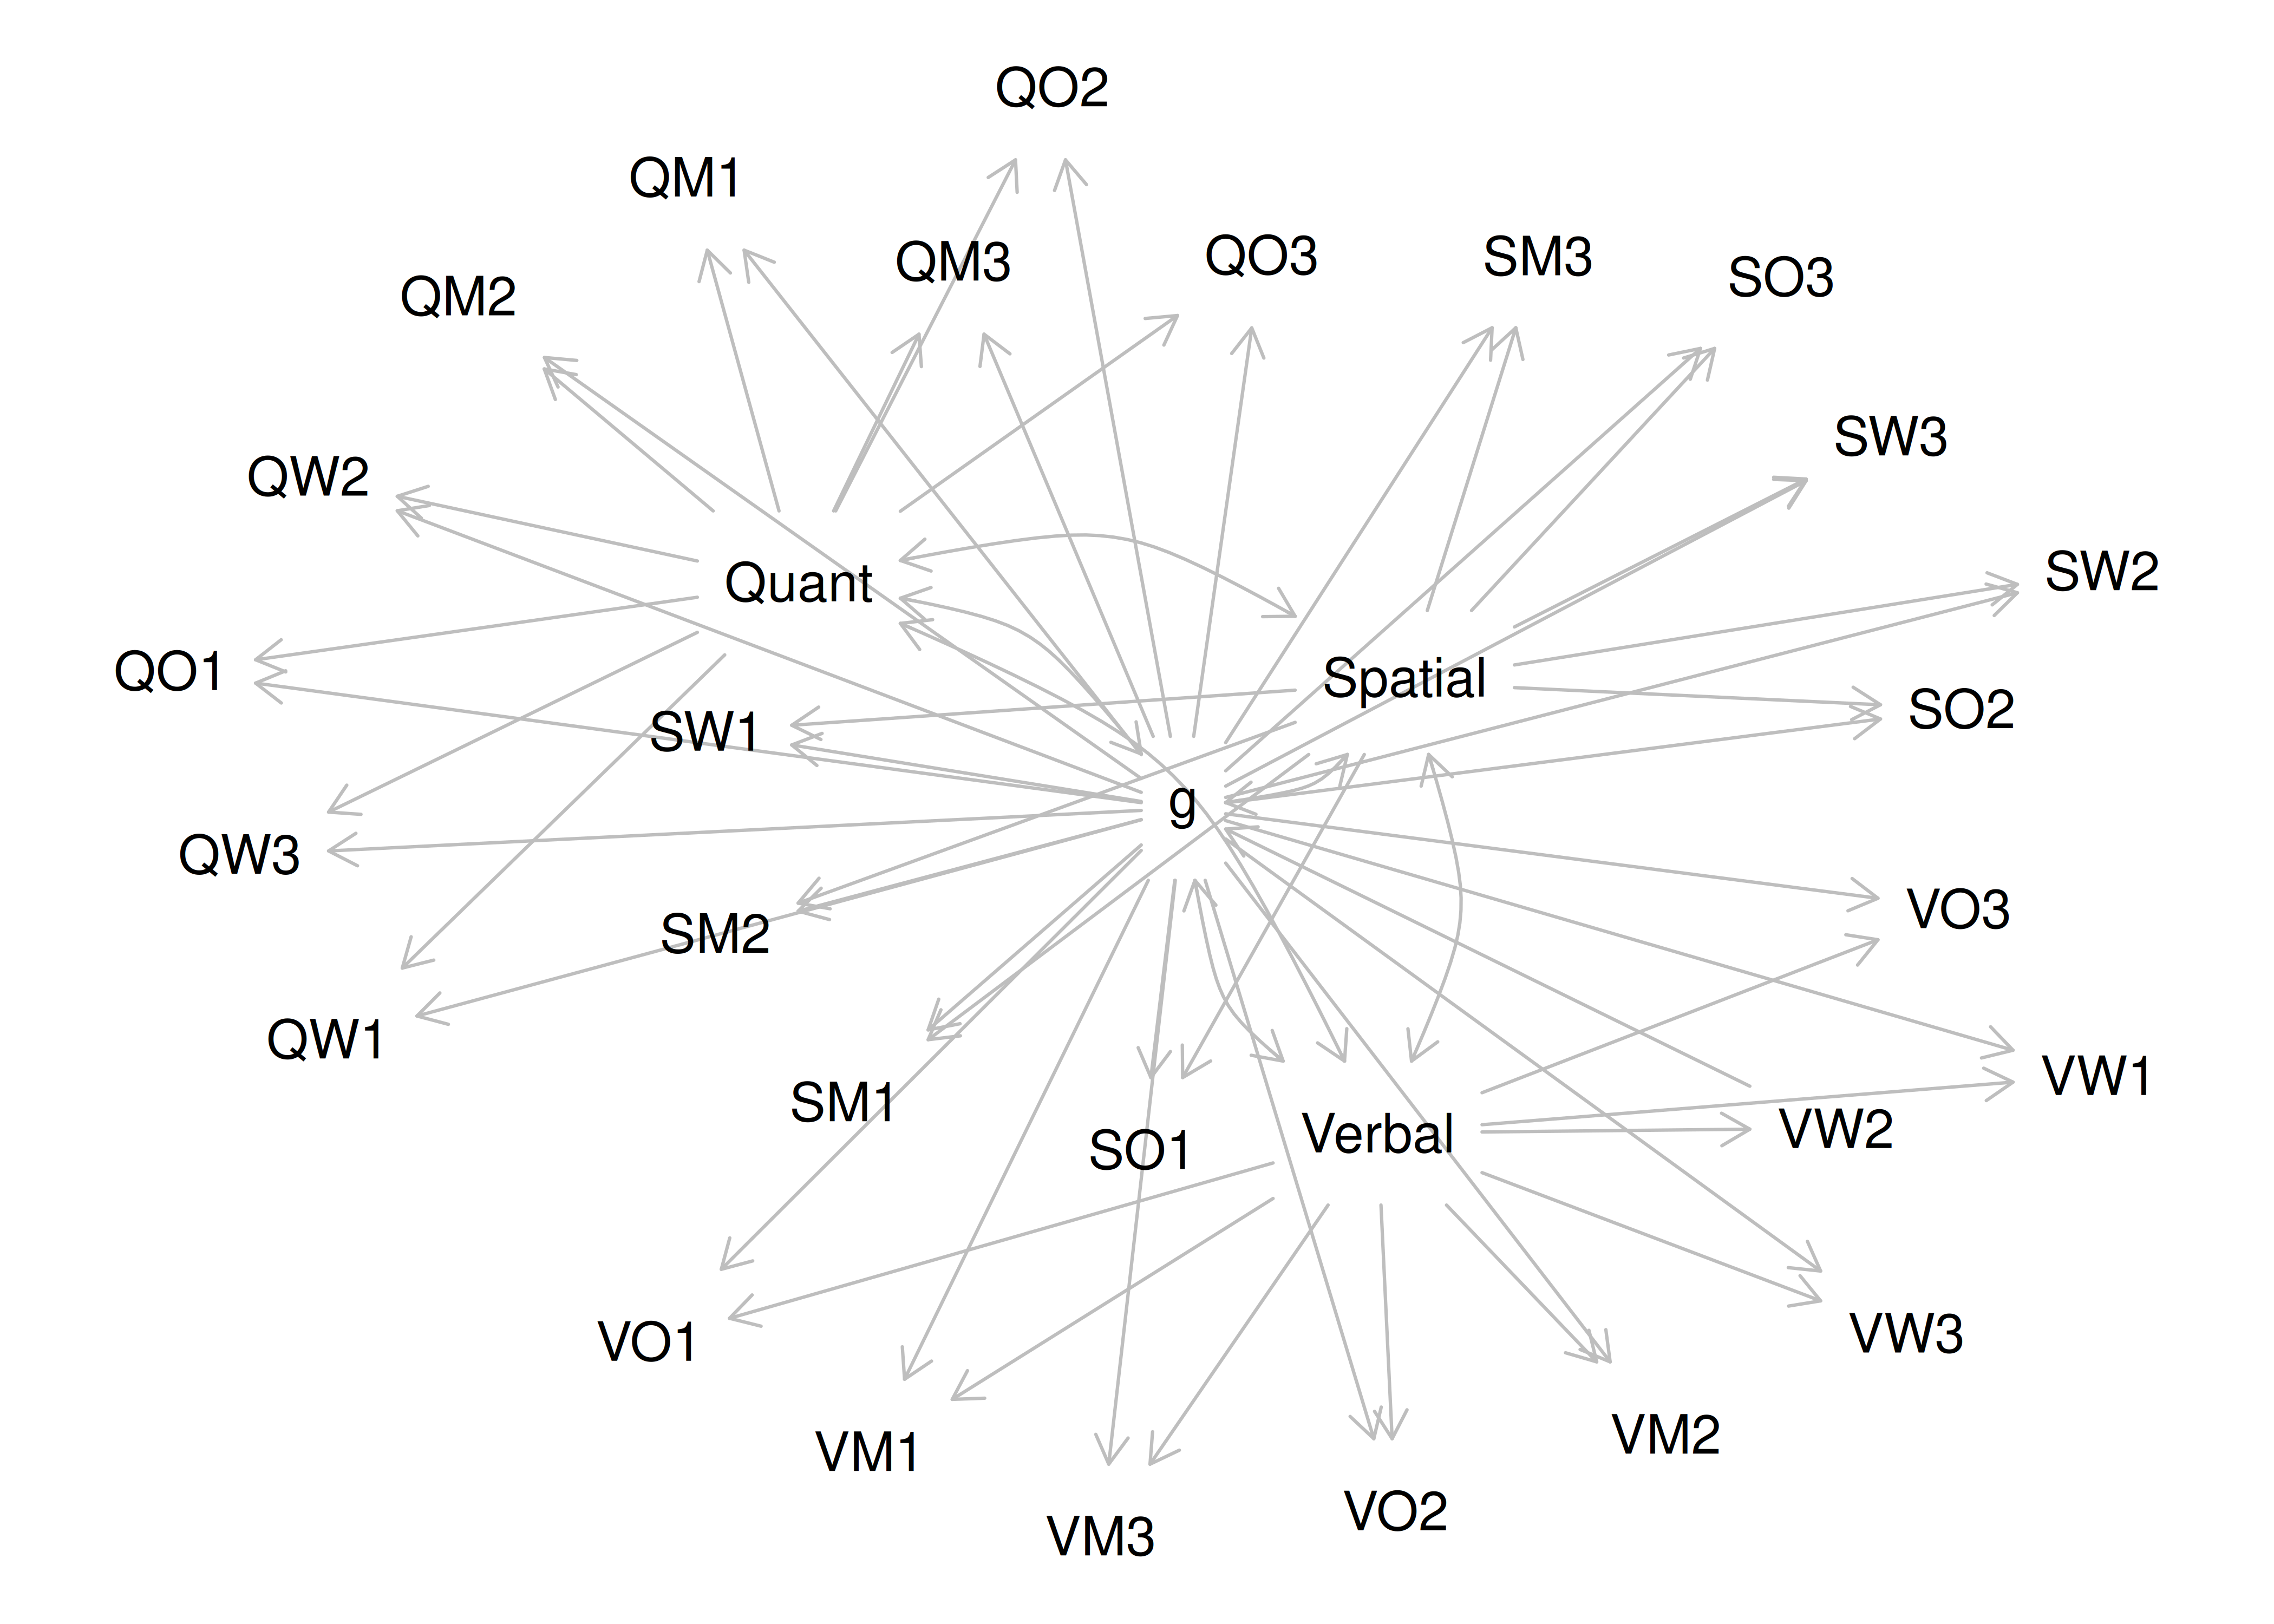 QO2
QM1
QM3
QO3
SM3
SO3
QM2
SW3
QW2
SW2
Quant
QO1
Spatial
SO2
SW1
g
QW3
VO3
SM2
QW1
VW1
SM1
VW2
Verbal
SO1
VW3
VO1
VM2
VM1
VO2
VM3